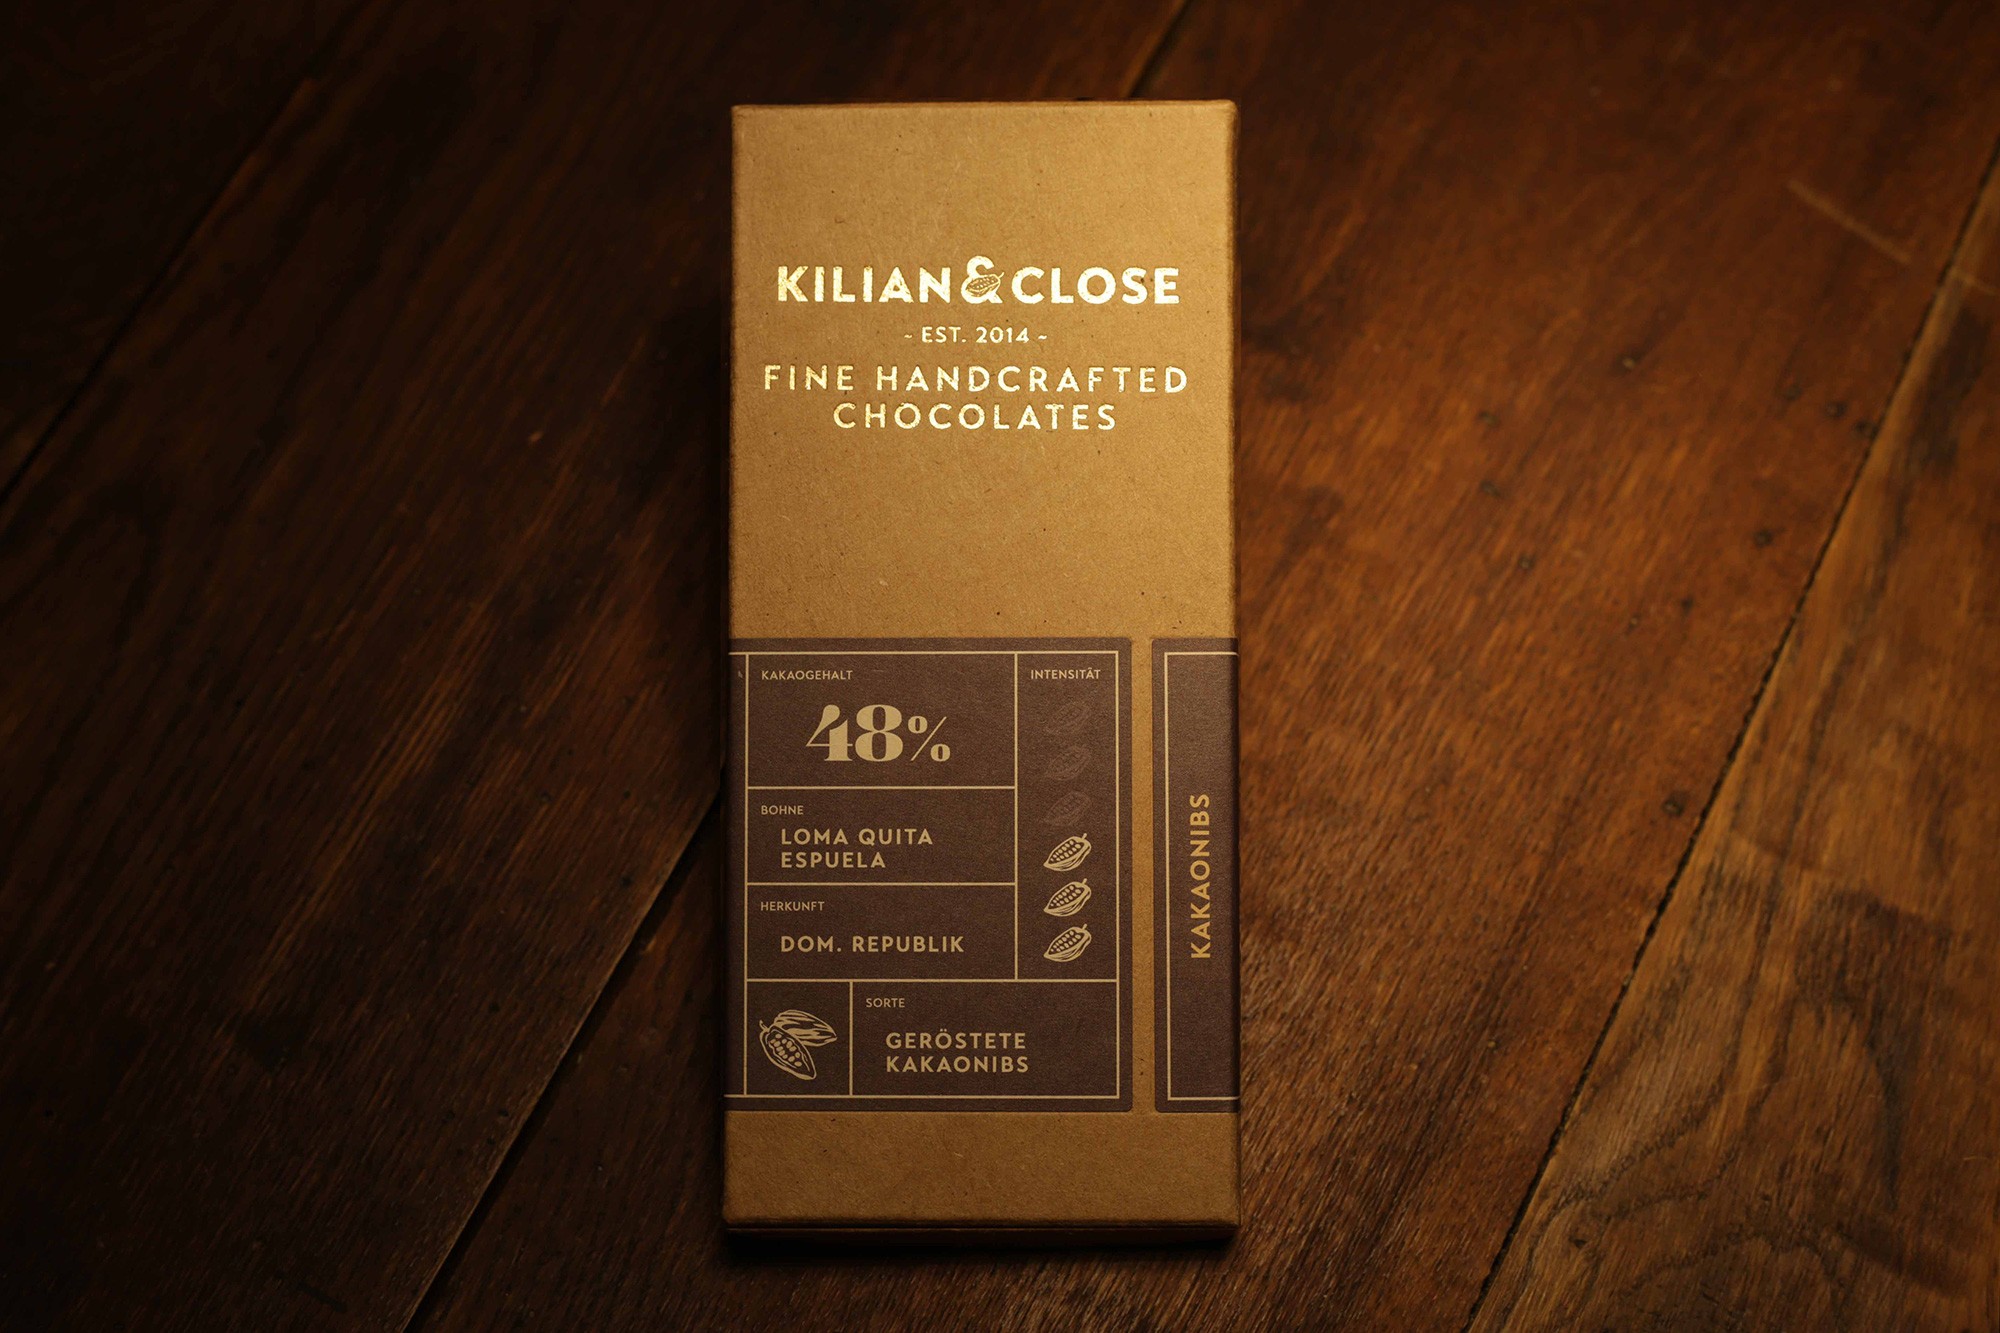 KILIAN & CLOSE
~ EST. 2014 ~
FINE HANDCRAFTED
CHOCOLATES
KAKAOGEHALT
48%
INTENSITÄT
BOHNE
LOMA QUITA
ESPUELA
HERKUNFT
DOM. REPUBLIK
SORTE
GERÖSTETE
KAKAONIBS
KAKAONIBS